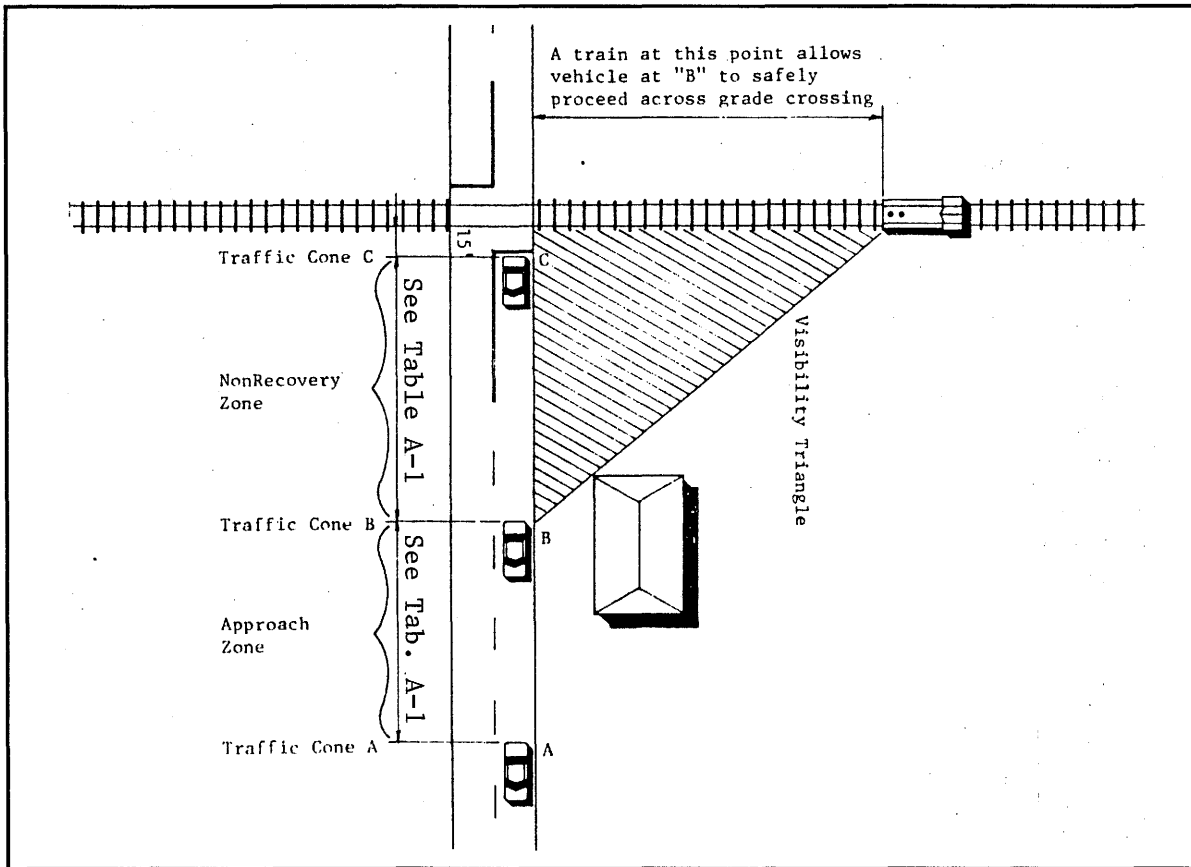 A train at this point allows
vehicle at "B" to safely
proceed across grade crossing
15'
Traffic Cone C
C
See Table A-1
NonRecovery
Zone
Visibility Triangle
Traffic Cone B
B
See Tab. A-1
Approach
Zone
Traffic Cone A
A